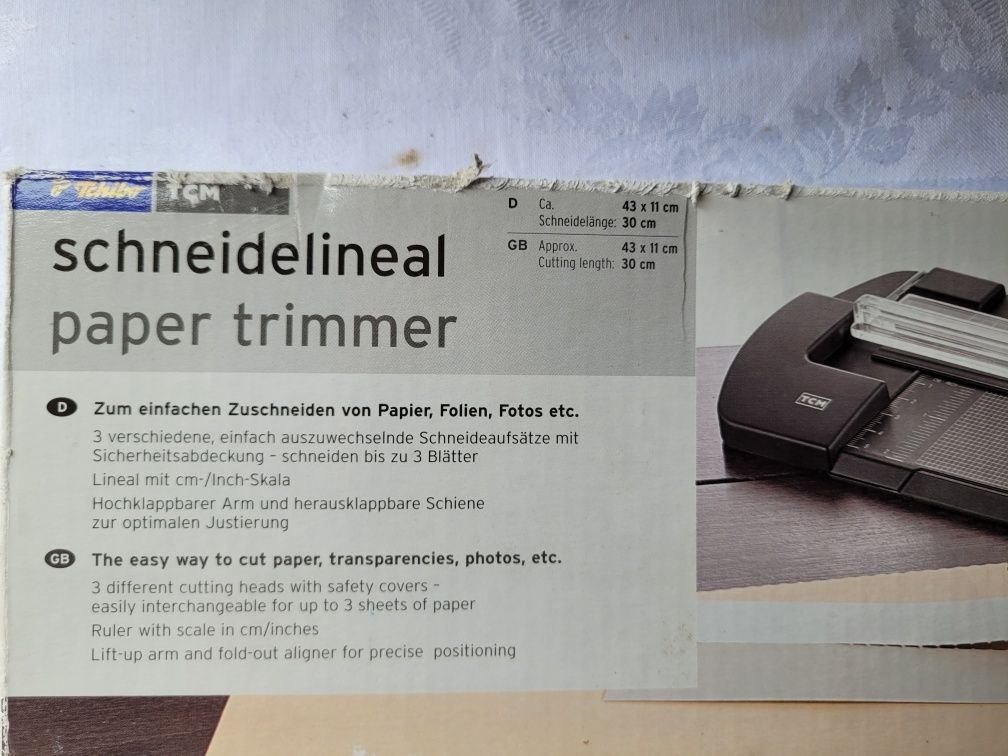 Tchibo TCM
schneidelineal
paper trimmer
D Ca. 43 x 11 cm
Schneidelänge: 30 cm
GB Approx. 43 x 11 cm
Cutting length: 30 cm
D Zum einfachen Zuschneiden von Papier, Folien, Fotos etc.
3 verschiedene, einfach auszuwechselnde Schneideaufsätze mit
Sicherheitsabdeckung – schneiden bis zu 3 Blätter
Lineal mit cm-/Inch-Skala
Hochklappbarer Arm und herausklappbare Schiene
zur optimalen Justierung
GB The easy way to cut paper, transparencies, photos, etc.
3 different cutting heads with safety covers –
easily interchangeable for up to 3 sheets of paper
Ruler with scale in cm/inches
Lift-up arm and fold-out aligner for precise positioning
TCM